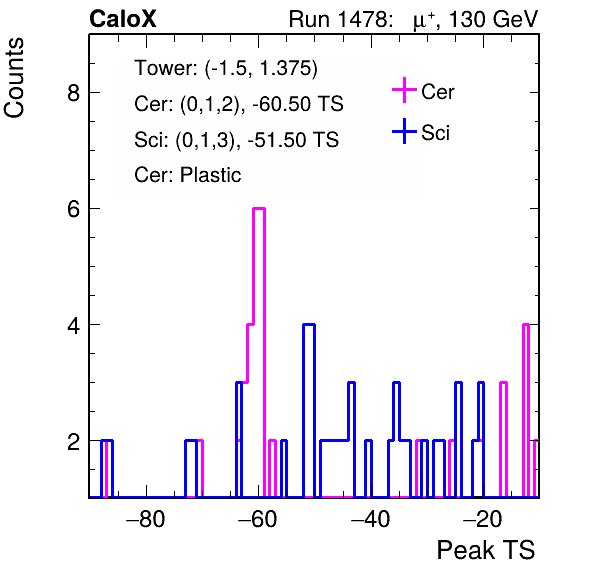 CaloX Run 1478: μ⁺, 130 GeV
Counts
Tower: (-1.5, 1.375)
Cer: (0,1,2), -60.50 TS
Sci: (0,1,3), -51.50 TS
Cer: Plastic
Cer
Sci
8
6
4
2
−80 −60 −40 −20
Peak TS